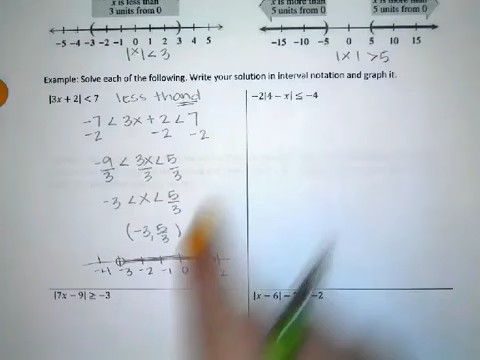 x is less than
3 units from 0
-5 -4 -3 -2 -1 0 1 2 3 4 5
|x| < 3
x is more than
5 units from 0
x is more than
5 units from 0
-15 -10 -5 0 5 10 15
|x| > 5
Example: Solve each of the following. Write your solution in interval notation and graph it.
|3x + 2| < 7 less thand
-7 < 3x + 2 < 7
-2 -2 -2
-9/3 < 3x/3 < 5/3
-3 < x < 5/3
(-3, 5/3)
-4 -3 -2 -1 0
-2|4 − x| ≤ −4
|7x − 9| ≥ −3
|x − 6| -2